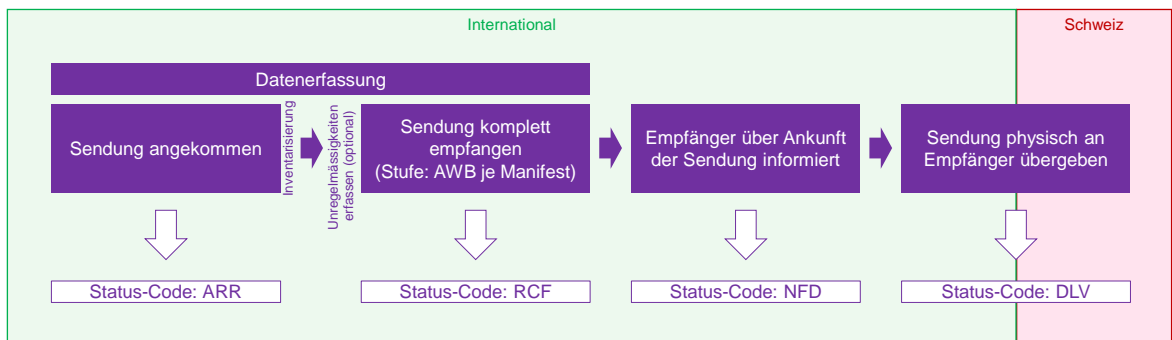 International
Schweiz
Datenerfassung
Sendung angekommen
Inventarisierung
Unregelmässigkeiten
erfassen (optional)
Sendung komplett
empfangen
(Stufe: AWB je Manifest)
Empfänger über Ankunft
der Sendung informiert
Sendung physisch an
Empfänger übergeben
Status-Code: ARR
Status-Code: RCF
Status-Code: NFD
Status-Code: DLV